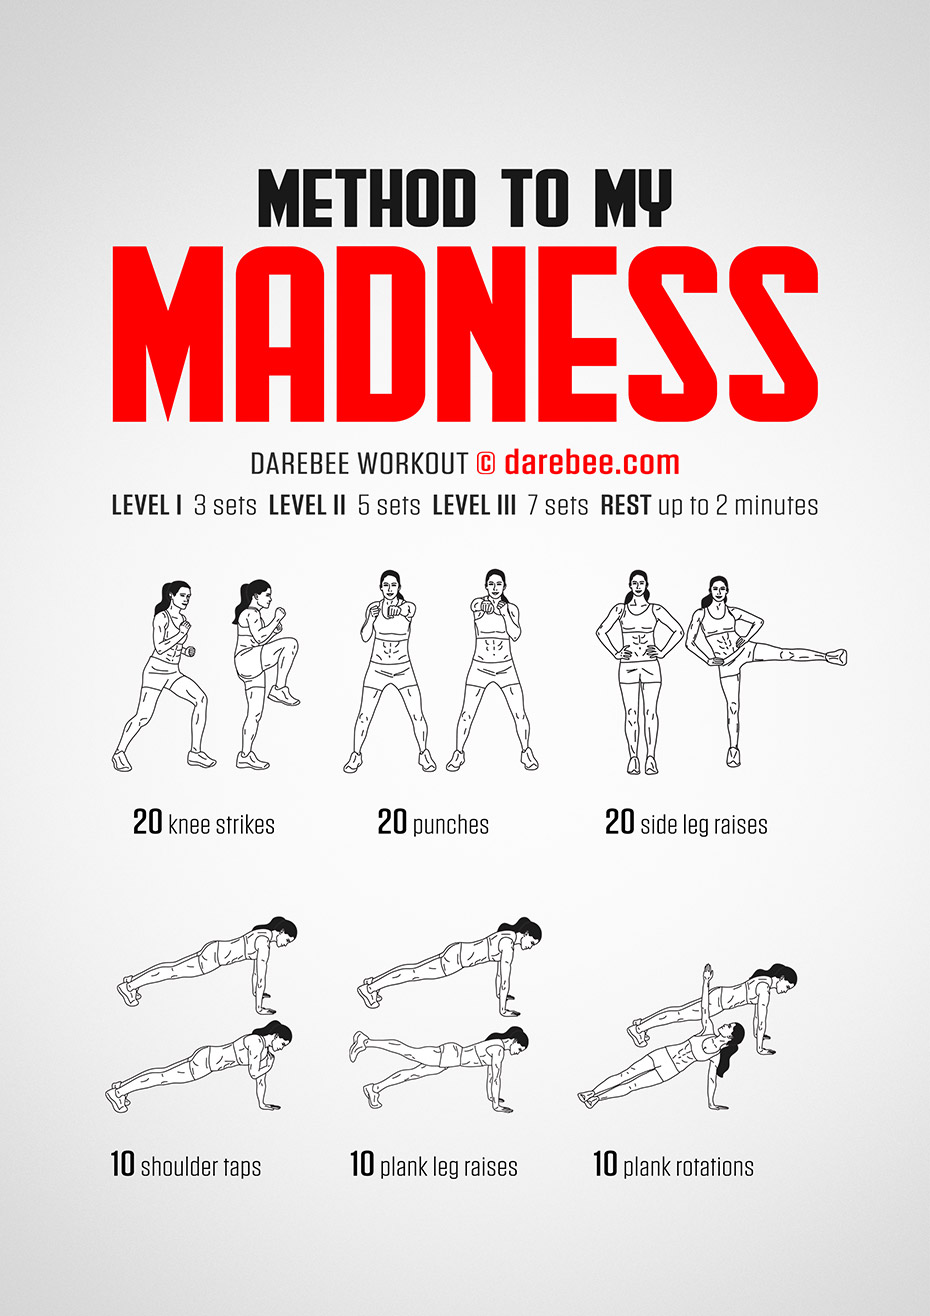 METHOD TO MY
MADNESS
DAREBEE WORKOUT © darebee.com
LEVEL I 3 sets LEVEL II 5 sets LEVEL III 7 sets REST up to 2 minutes
20 knee strikes
20 punches
20 side leg raises
10 shoulder taps
10 plank leg raises
10 plank rotations